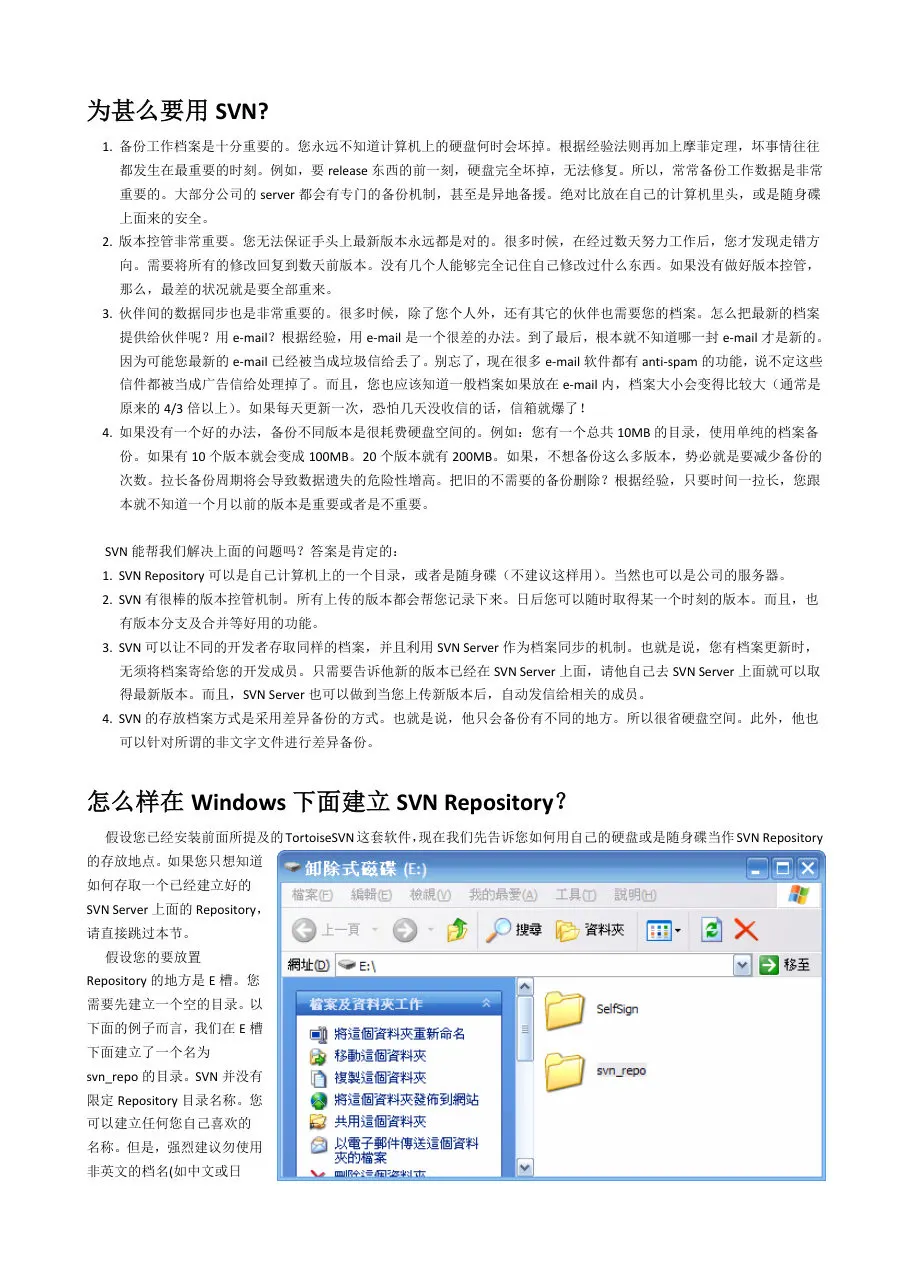 为甚么要用 SVN?
1. 备份工作档案是十分重要的。您永远不知道计算机上的硬盘何时会坏掉。根据经验法则再加上摩菲定理，坏事情往往
都发生在最重要的时刻。例如，要 release 东西的前一刻，硬盘完全坏掉，无法修复。所以，常常备份工作数据是非常
重要的。大部分公司的 server 都会有专门的备份机制，甚至是异地备援。绝对比放在自己的计算机里头，或是随身碟
上面来的安全。
2. 版本控管非常重要。您无法保证手头上最新版本永远都是对的。很多时候，在经过数天努力工作后，您才发现走错方
向。需要将所有的修改回复到数天前版本。没有几个人能够完全记住自己修改过什么东西。如果没有做好版本控管，
那么，最差的状况就是要全部重来。
3. 伙伴间的数据同步也是非常重要的。很多时候，除了您个人外，还有其它的伙伴也需要您的档案。怎么把最新的档案
提供给伙伴呢？用 e-mail？根据经验，用 e-mail 是一个很差的办法。到了最后，根本就不知道哪一封 e-mail 才是新的。
因为可能您最新的 e-mail 已经被当成垃圾信给丢了。别忘了，现在很多 e-mail 软件都有 anti-spam 的功能，说不定这些
信件都被当成广告信给处理掉了。而且，您也应该知道一般档案如果放在 e-mail 内，档案大小会变得比较大（通常是
原来的 4/3 倍以上）。如果每天更新一次，恐怕几天没收信的话，信箱就爆了！
4. 如果没有一个好的办法，备份不同版本是很耗费硬盘空间的。例如：您有一个总共 10MB 的目录，使用单纯的档案备
份。如果有 10 个版本就会变成 100MB。20 个版本就有 200MB。如果，不想备份这么多版本，势必就是要减少备份的
次数。拉长备份周期将会导致数据遗失的危险性增高。把旧的不需要的备份删除？根据经验，只要时间一拉长，您跟
本就不知道一个月以前的版本是重要或者是不重要。
SVN 能帮我们解决上面的问题吗？答案是肯定的：
1. SVN Repository 可以是自己计算机上的一个目录，或者是随身碟（不建议这样用）。当然也可以是公司的服务器。
2. SVN 有很棒的版本控管机制。所有上传的版本都会帮您记录下来。日后您可以随时取得某一个时刻的版本。而且，也
有版本分支及合并等好用的功能。
3. SVN 可以让不同的开发者存取同样的档案，并且利用 SVN Server 作为档案同步的机制。也就是说，您有档案更新时，
无须将档案寄给您的开发成员。只需要告诉他新的版本已经在 SVN Server 上面，请他自己去 SVN Server 上面就可以取
得最新版本。而且，SVN Server 也可以做到当您上传新版本后，自动发信给相关的成员。
4. SVN 的存放档案方式是采用差异备份的方式。也就是说，他只会备份有不同的地方。所以很省硬盘空间。此外，他也
可以针对所谓的非文字文件进行差异备份。
怎么样在 Windows 下面建立 SVN Repository？
假设您已经安装前面所提及的 TortoiseSVN 这套软件，现在我们先告诉您如何用自己的硬盘或是随身碟当作 SVN Repository
的存放地点。如果您只想知道
如何存取一个已经建立好的
SVN Server 上面的 Repository，
请直接跳过本节。
假设您的要放置
Repository 的地方是 E 槽。您
需要先建立一个空的目录。以
下面的例子而言，我们在 E 槽
下面建立了一个名为
svn_repo 的目录。SVN 并没有
限定 Repository 目录名称。您
可以建立任何您自己喜欢的
名称。但是，强烈建议勿使用
非英文的档名(如中文或日
卸除式磁碟 (E:)
檔案(F) 編輯(E) 檢視(V) 我的最愛(A) 工具(T) 說明(H)
上一頁 搜尋 資料夾
網址(D) E:\ 移至
檔案及資料夾工作
將這個資料夾重新命名
移動這個資料夾
複製這個資料夾
將這個資料夾發佈到網站
共用這個資料夾
以電子郵件傳送這個資料
夾的檔案
刪除這個資料夾
SelfSign
svn_repo